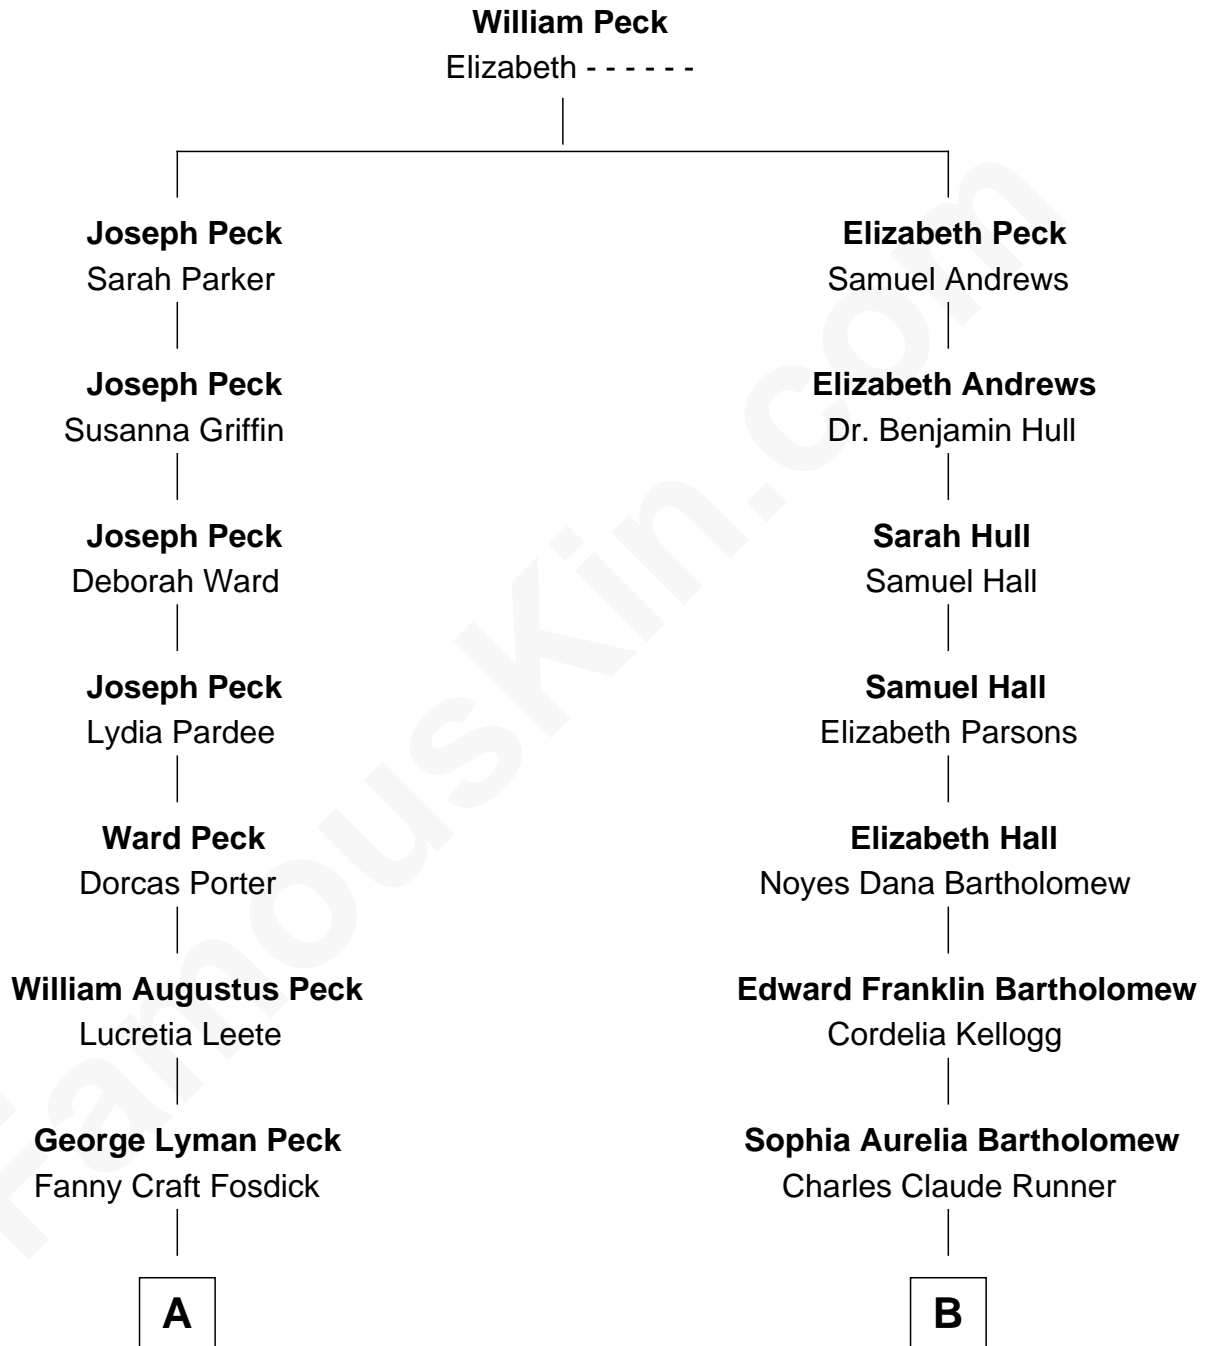 William Peck
Elizabeth - - - - - -
Joseph Peck
Sarah Parker
Elizabeth Peck
Samuel Andrews
Joseph Peck
Susanna Griffin
Elizabeth Andrews
Dr. Benjamin Hull
Joseph Peck
Deborah Ward
Sarah Hull
Samuel Hall
Joseph Peck
Lydia Pardee
Samuel Hall
Elizabeth Parsons
Ward Peck
Dorcas Porter
Elizabeth Hall
Noyes Dana Bartholomew
William Augustus Peck
Lucretia Leete
Edward Franklin Bartholomew
Cordelia Kellogg
George Lyman Peck
Fanny Craft Fosdick
Sophia Aurelia Bartholomew
Charles Claude Runner
A
B
FamousKin.com